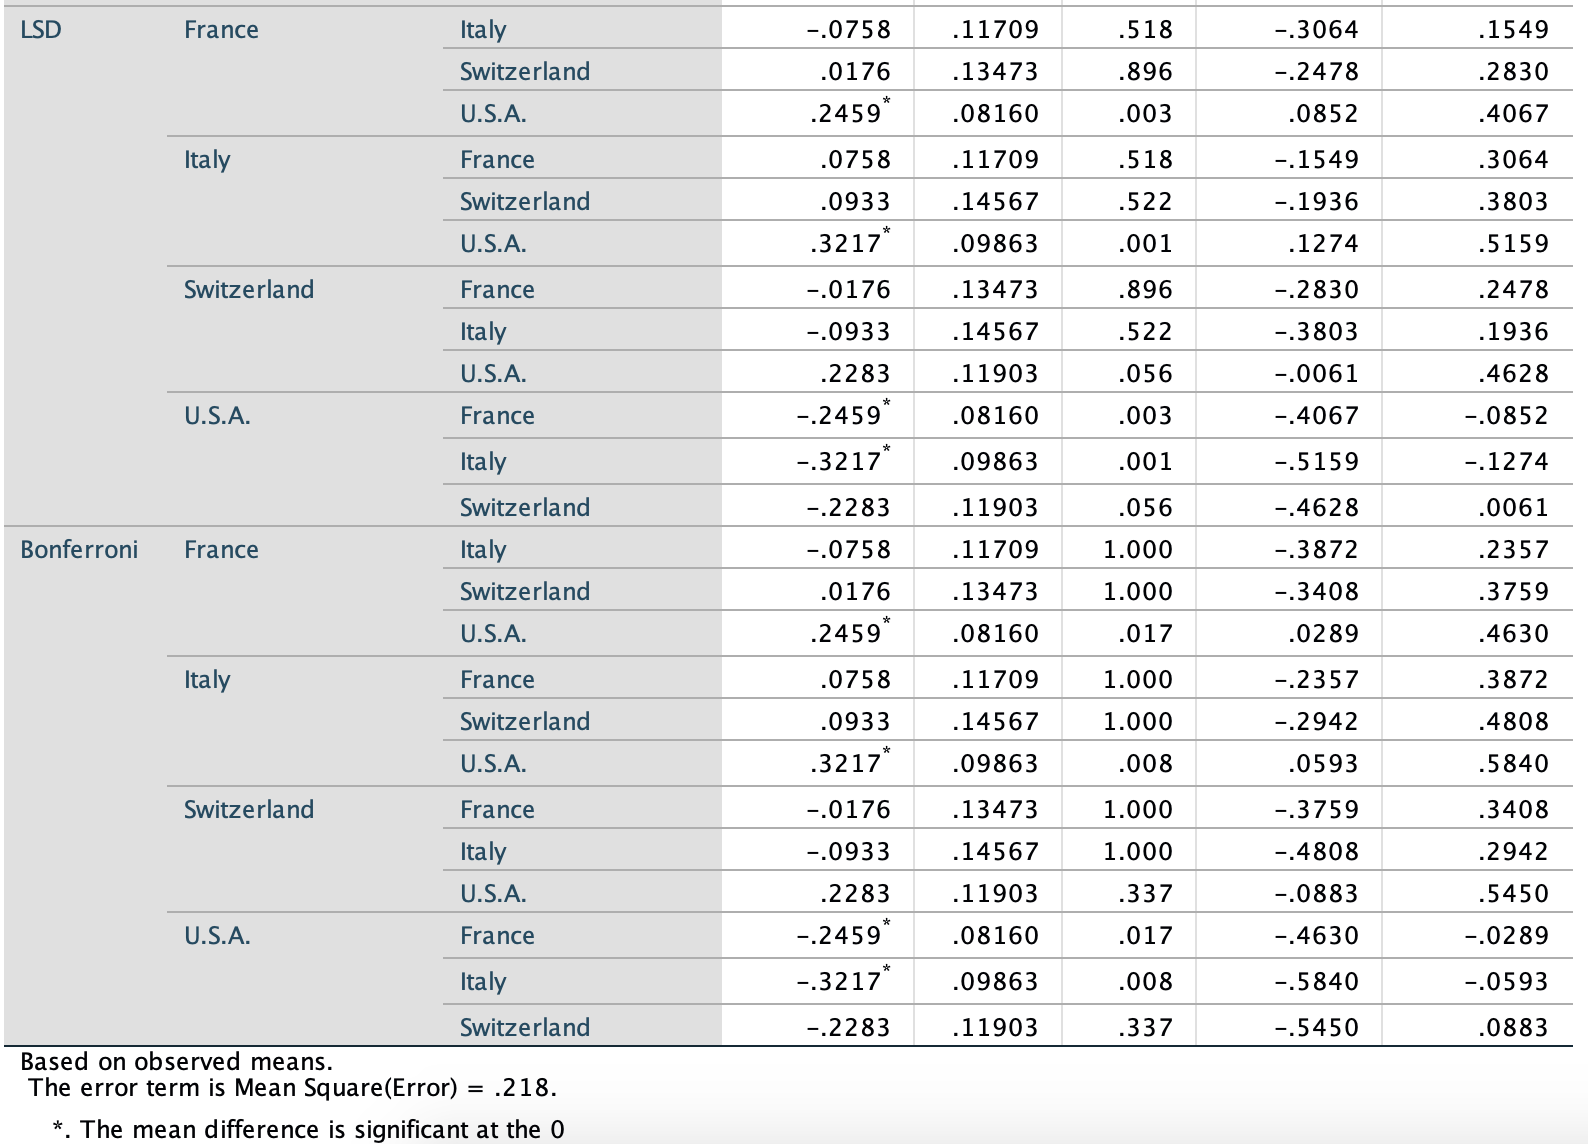 LSD France Italy -.0758 .11709 .518 -.3064 .1549
Switzerland .0176 .13473 .896 -.2478 .2830
U.S.A. .2459* .08160 .003 .0852 .4067
Italy France .0758 .11709 .518 -.1549 .3064
Switzerland .0933 .14567 .522 -.1936 .3803
U.S.A. .3217* .09863 .001 .1274 .5159
Switzerland France -.0176 .13473 .896 -.2830 .2478
Italy -.0933 .14567 .522 -.3803 .1936
U.S.A. .2283 .11903 .056 -.0061 .4628
U.S.A. France -.2459* .08160 .003 -.4067 -.0852
Italy -.3217* .09863 .001 -.5159 -.1274
Switzerland -.2283 .11903 .056 -.4628 .0061
Bonferroni France Italy -.0758 .11709 1.000 -.3872 .2357
Switzerland .0176 .13473 1.000 -.3408 .3759
U.S.A. .2459* .08160 .017 .0289 .4630
Italy France .0758 .11709 1.000 -.2357 .3872
Switzerland .0933 .14567 1.000 -.2942 .4808
U.S.A. .3217* .09863 .008 .0593 .5840
Switzerland France -.0176 .13473 1.000 -.3759 .3408
Italy -.0933 .14567 1.000 -.4808 .2942
U.S.A. .2283 .11903 .337 -.0883 .5450
U.S.A. France -.2459* .08160 .017 -.4630 -.0289
Italy -.3217* .09863 .008 -.5840 -.0593
Switzerland -.2283 .11903 .337 -.5450 .0883
Based on observed means.
The error term is Mean Square(Error) = .218.
*. The mean difference is significant at the 0